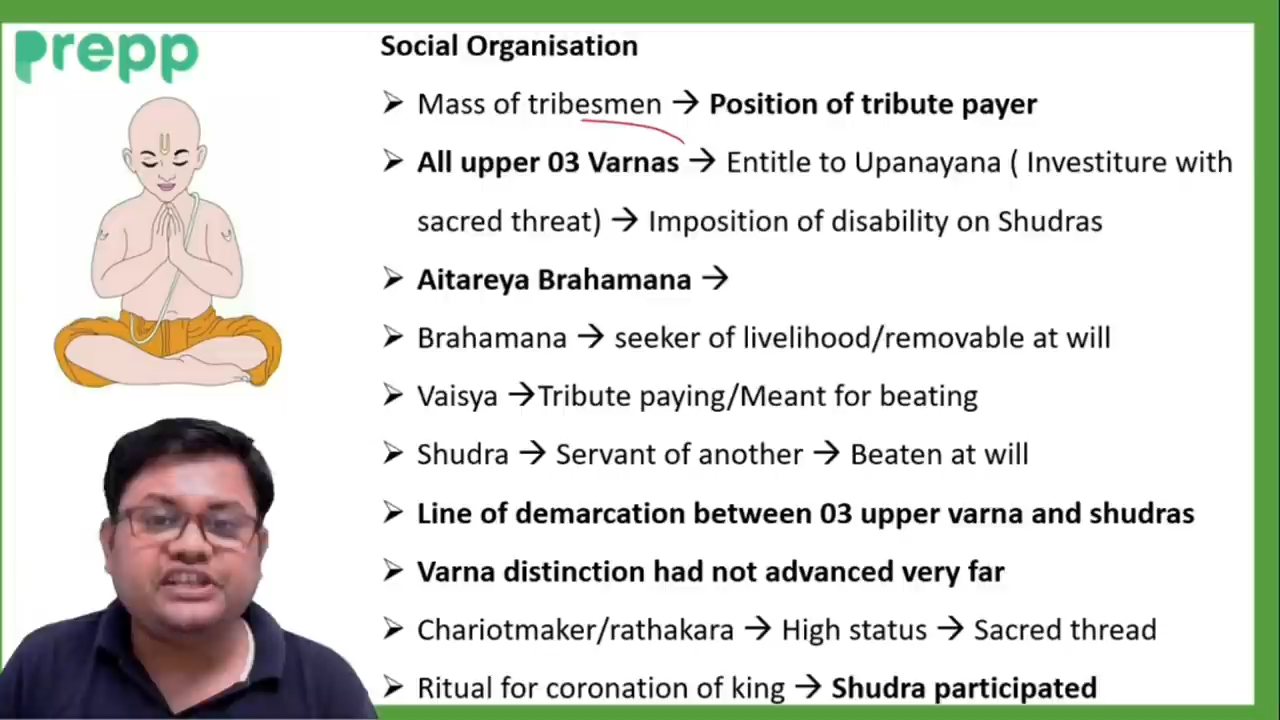 Prepp
Social Organisation
➢ Mass of tribesmen → Position of tribute payer
➢ All upper 03 Varnas → Entitle to Upanayana ( Investiture with
sacred threat) → Imposition of disability on Shudras
➢ Aitareya Brahamana →
➢ Brahamana → seeker of livelihood/removable at will
➢ Vaisya →Tribute paying/Meant for beating
➢ Shudra → Servant of another → Beaten at will
➢ Line of demarcation between 03 upper varna and shudras
➢ Varna distinction had not advanced very far
➢ Chariotmaker/rathakara → High status → Sacred thread
➢ Ritual for coronation of king → Shudra participated